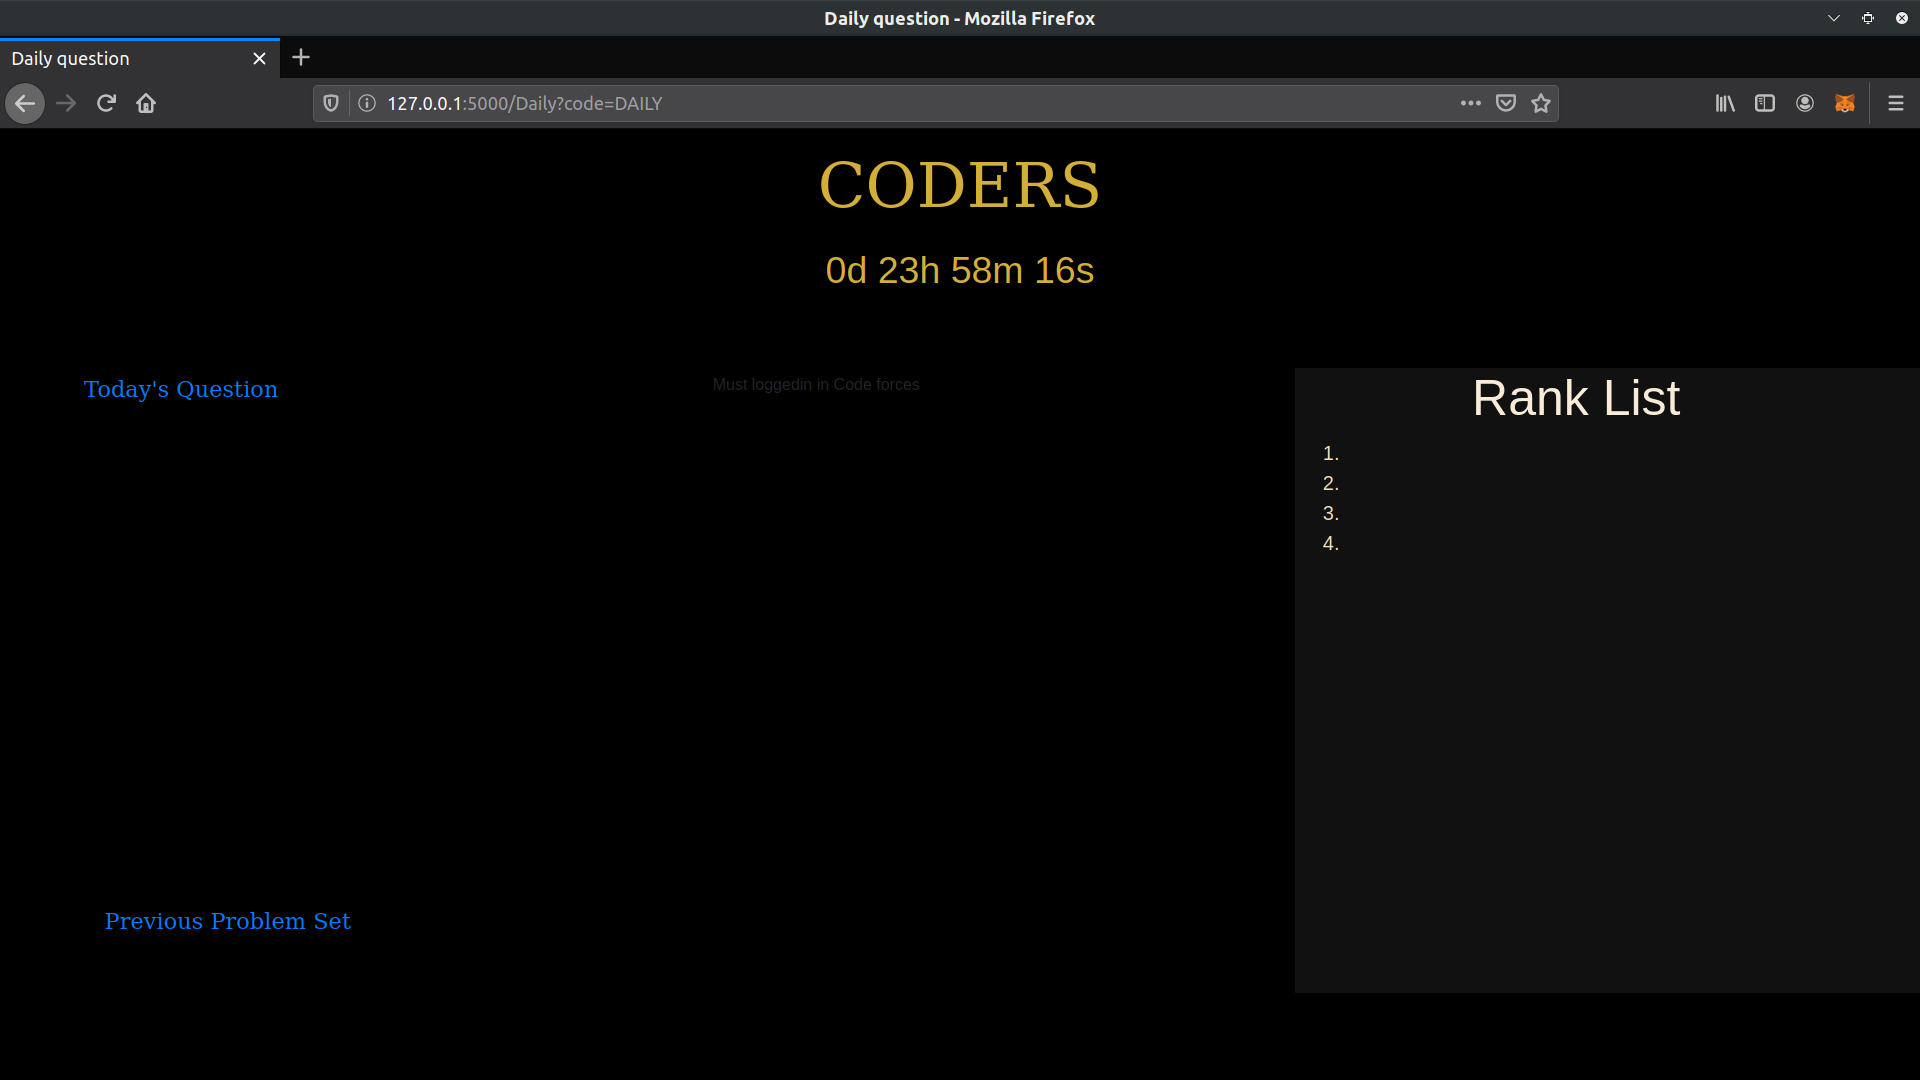 Daily question - Mozilla Firefox
Daily question
127.0.0.1:5000/Daily?code=DAILY
CODERS
0d 23h 58m 16s
Today's Question
Must loggedin in Code forces
Rank List
1.
2.
3.
4.
Previous Problem Set